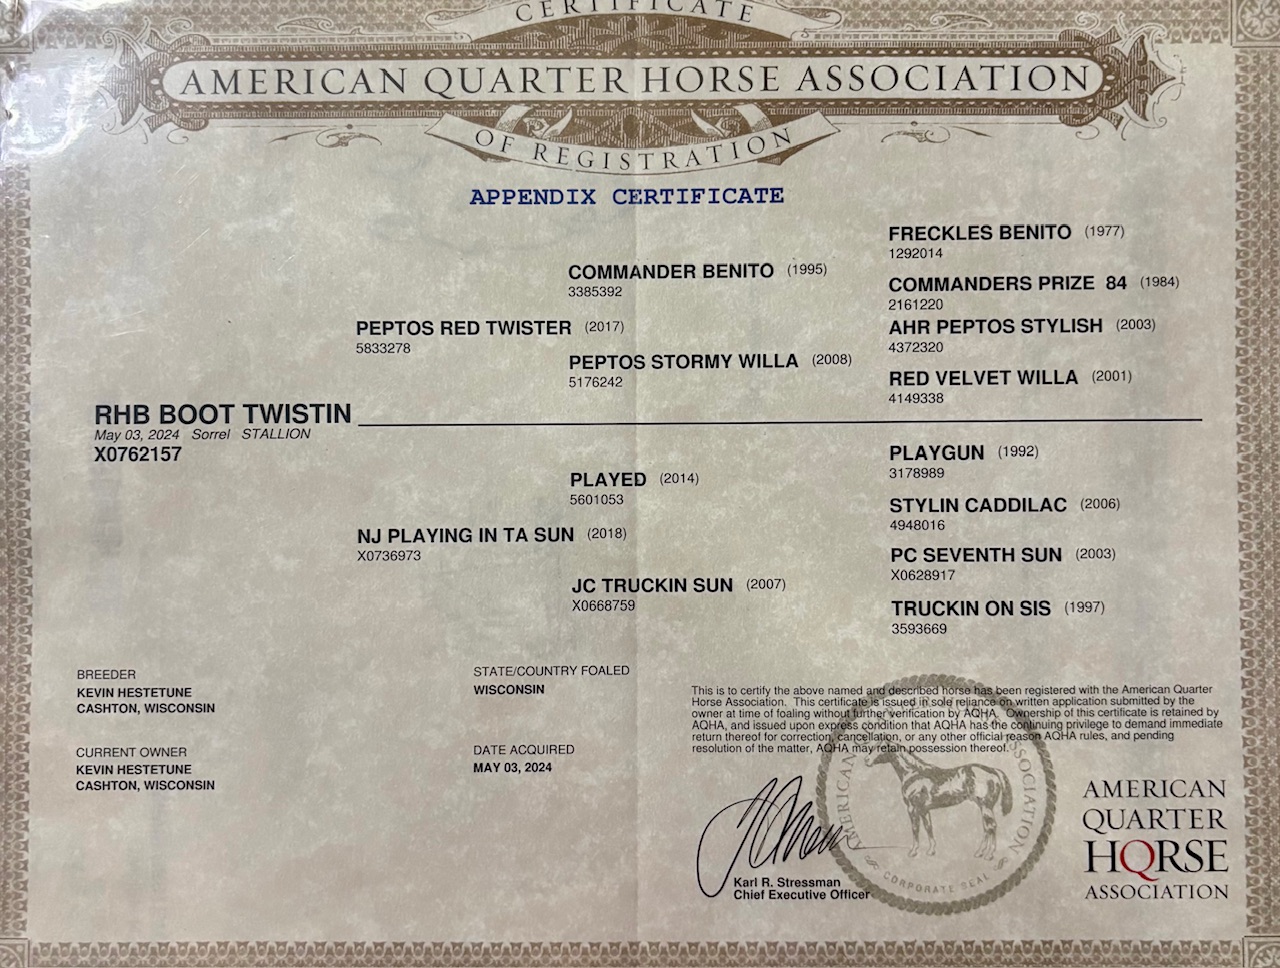 CERTIFICATE
AMERICAN QUARTER HORSE ASSOCIATION
OF REGISTRATION
APPENDIX CERTIFICATE
FRECKLES BENITO (1977)
1292014
COMMANDER BENITO (1995)
3385392
COMMANDERS PRIZE 84 (1984)
2161220
PEPTOS RED TWISTER (2017)
5833278
AHR PEPTOS STYLISH (2003)
4372320
PEPTOS STORMY WILLA (2008)
5176242
RED VELVET WILLA (2001)
4149338
RHB BOOT TWISTIN
May 03, 2024 Sorrel STALLION
X0762157
PLAYGUN (1992)
3178989
PLAYED (2014)
5601053
STYLIN CADDILAC (2006)
4948016
NJ PLAYING IN TA SUN (2018)
X0736973
PC SEVENTH SUN (2003)
X0628917
JC TRUCKIN SUN (2007)
X0668759
TRUCKIN ON SIS (1997)
3593669
BREEDER
KEVIN HESTETUNE
CASHTON, WISCONSIN
STATE/COUNTRY FOALED
WISCONSIN
CURRENT OWNER
KEVIN HESTETUNE
CASHTON, WISCONSIN
DATE ACQUIRED
MAY 03, 2024
This is to certify the above named and described horse has been registered with the American Quarter
Horse Association. This certificate is issued in sole reliance on written application submitted by the
owner at time of foaling without further verification by AQHA. Ownership of this certificate is retained by
AQHA, and issued upon express condition that AQHA has the continuing privilege to demand immediate
return thereof for correction, cancellation, or any other official reason AQHA rules, and pending
resolution of the matter, AQHA may retain possession thereof.
Karl R. Stressman
Chief Executive Officer
AMERICAN
ASSOCIATION
CORPORATE SEAL
AMERICAN
QUARTER
HORSE
ASSOCIATION